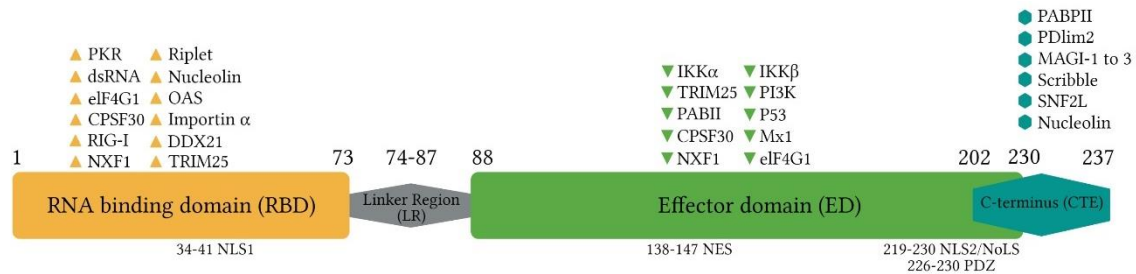 PKR
dsRNA
elF4G1
CPSF30
RIG-I
NXF1
Riplet
Nucleolin
OAS
Importin α
DDX21
TRIM25
IKKα
TRIM25
PABII
CPSF30
NXF1
IKKβ
PI3K
P53
Mx1
elF4G1
PABPII
PDlim2
MAGI-1 to 3
Scribble
SNF2L
Nucleolin
1 73 74-87 88 202 230 237
RNA binding domain (RBD)
Linker Region
(LR)
Effector domain (ED)
C-terminus (CTE)
34-41 NLS1
138-147 NES
219-230 NLS2/NoLS
226-230 PDZ